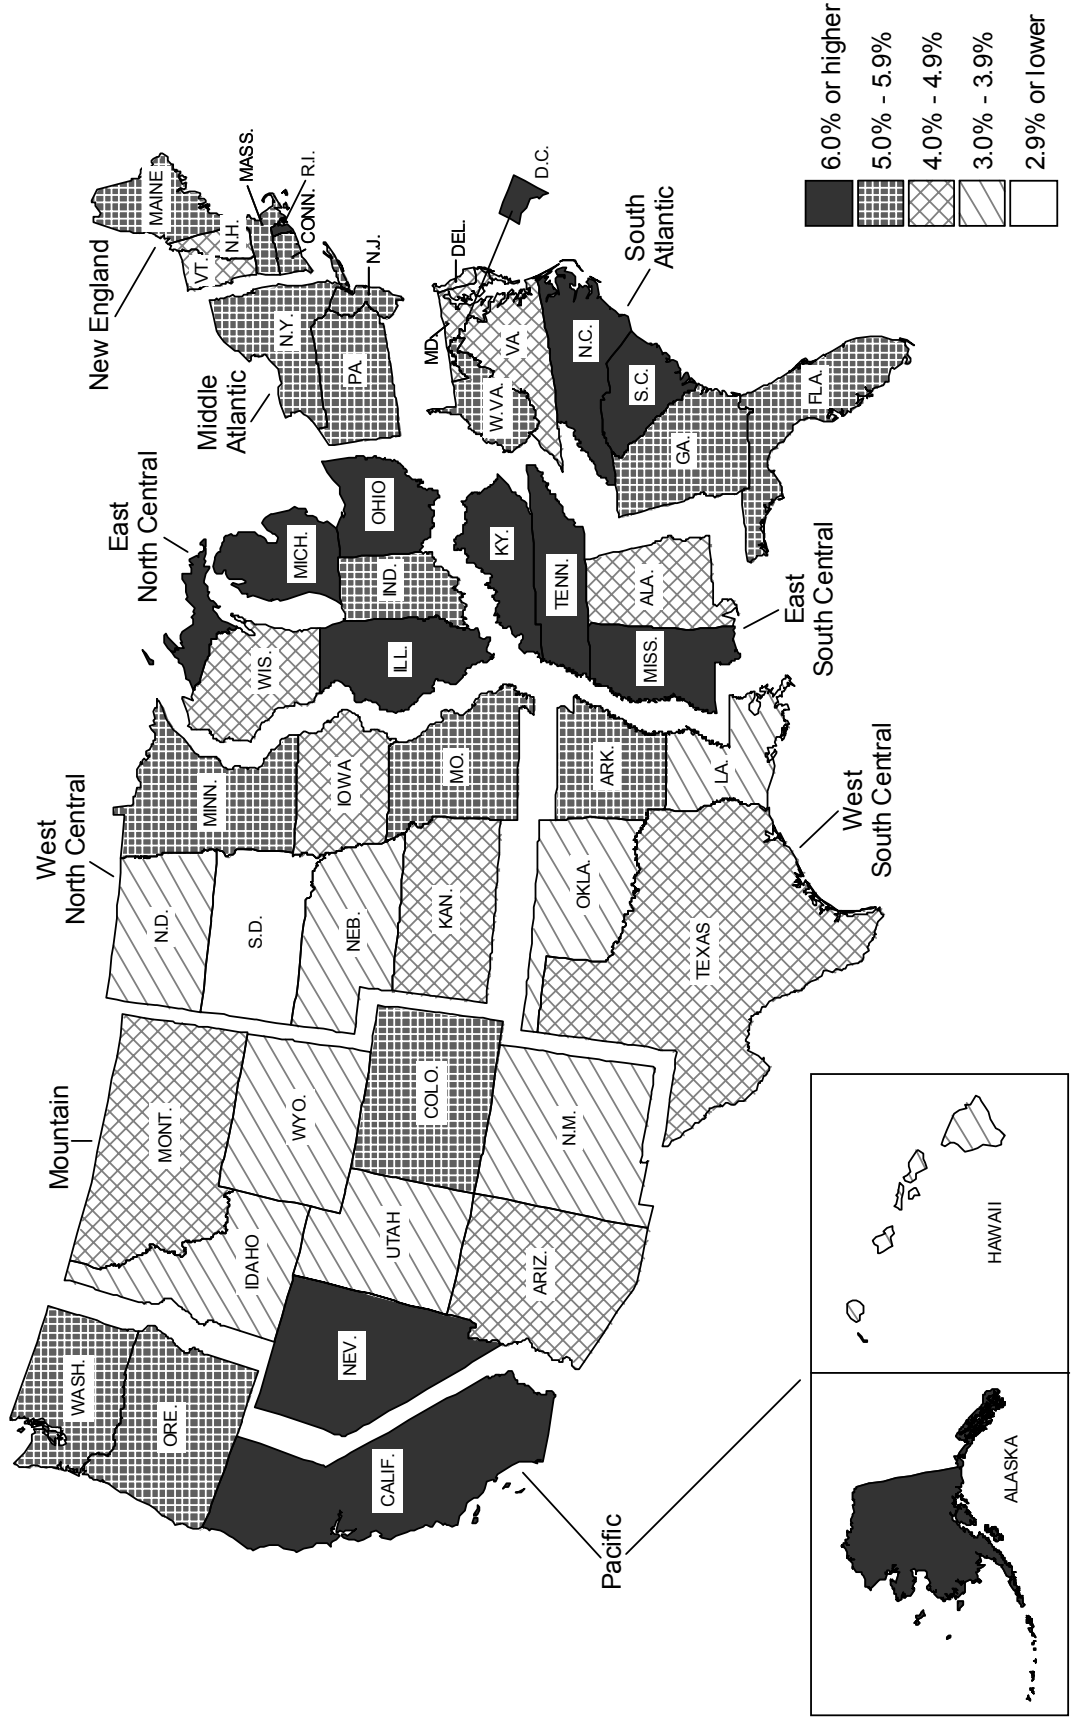 Pacific
Mountain
West
North Central
East
North Central
Middle
Atlantic
New England
WASH.
ORE.
CALIF.
NEV.
IDAHO
MONT.
WYO.
UTAH
COLO.
ARIZ.
N.M.
N.D.
S.D.
NEB.
KAN.
MINN.
IOWA
MO.
OKLA.
TEXAS
ARK.
LA.
West
South Central
WIS.
MICH.
ILL.
IND.
OHIO
KY.
TENN.
MISS.
ALA.
East
South Central
N.Y.
PA.
N.J.
VT.
N.H.
MAINE
MASS.
R.I.
CONN.
MD.
DEL.
D.C.
W.VA.
VA.
N.C.
S.C.
GA.
FLA.
South
Atlantic
ALASKA
HAWAII
6.0% or higher
5.0% - 5.9%
4.0% - 4.9%
3.0% - 3.9%
2.9% or lower